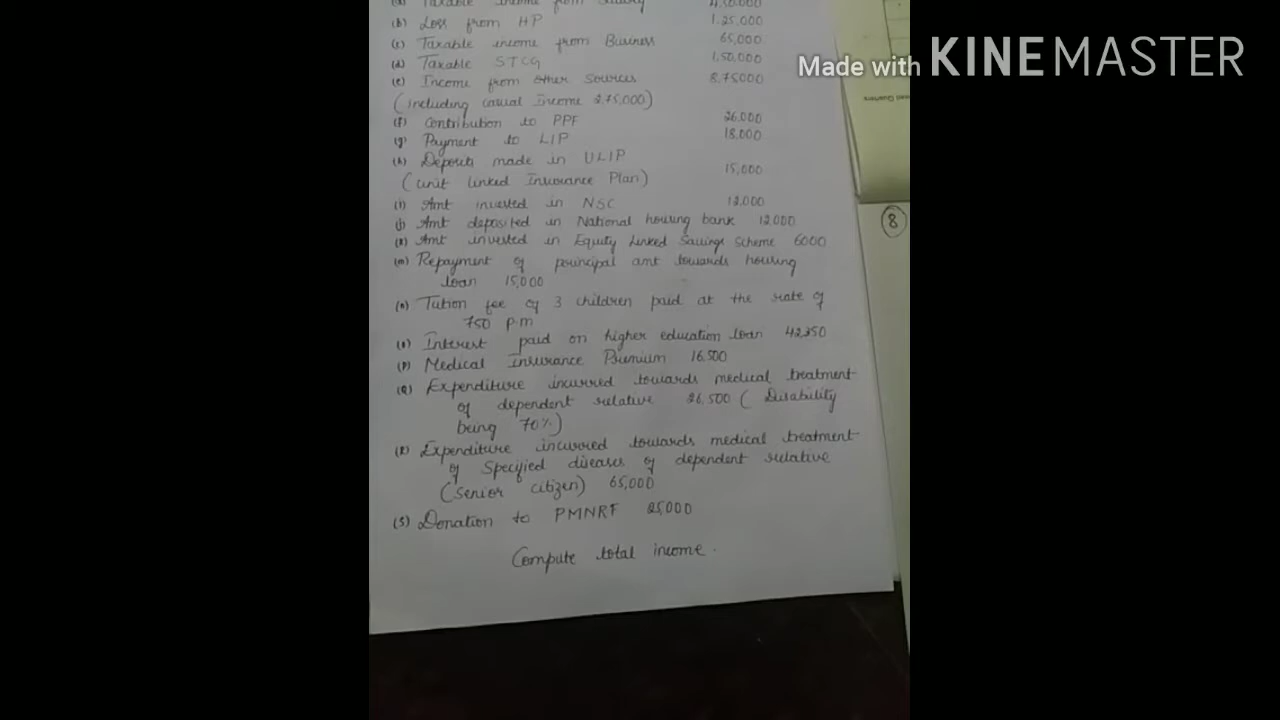 Taxable income from Salary
(b) Loss from HP 1,25,000
(c) Taxable income from Business 65,000
(d) Taxable STCG 1,50,000
(e) Income from other Sources 8,75000
(including casual Income 2,75,000)
(f) Contribution to PPF 26,000
(g) Payment to LIP 18,000
(h) Deposits made in ULIP
(unit linked Insurance Plan) 15,000
(i) Amt invested in NSC 12,000
(j) Amt deposited in National housing bank 12,000
Amt invested in Equity Linked Savings Scheme 6000
(m) Repayment of principal amt towards housing
loan 15,000
(n) Tution fee of 3 children paid at the rate of
750 p.m
(o) Interest paid on higher education loan 42,350
(p) Medical Insurance Premium 16,500
(Q) Expenditure incurred towards medical treatment
of dependent relative 26,500 ( Disability
being 70%)
(R) Expenditure incurred towards medical treatment
of Specified diseases of dependent relative
(Senior citizen) 65,000
(S) Donation to PMNRF 25,000
Compute total income.
Made with KINEMASTER
8